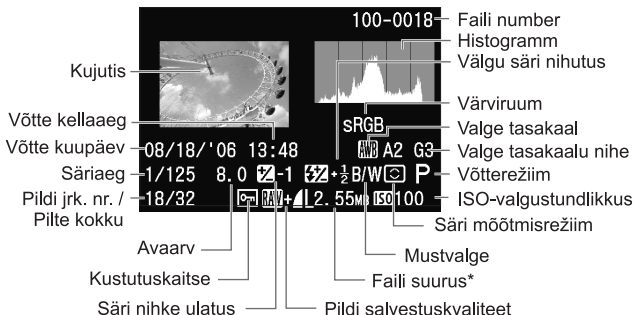 100-0018
Faili number
Histogramm
Kujutis
Välgu säri nihutus
Võtte kellaaeg
sRGB
Värviruum
Valge tasakaal
Võtte kuupäev
08/18/'06 13:48
AWB A2 G3
Valge tasakaalu nihe
Säriaeg
1/125 8.0 -1 +½ B/W P
Võtterežiim
Pildi jrk. nr. /
Pilte kokku
18/32 RAW+ L 2.55MB ISO 100
ISO-valgustundlikkus
Säri mõõtmisrežiim
Avaarv
Mustvalge
Kustutuskaitse
Faili suurus*
Säri nihke ulatus
Pildi salvestuskvaliteet